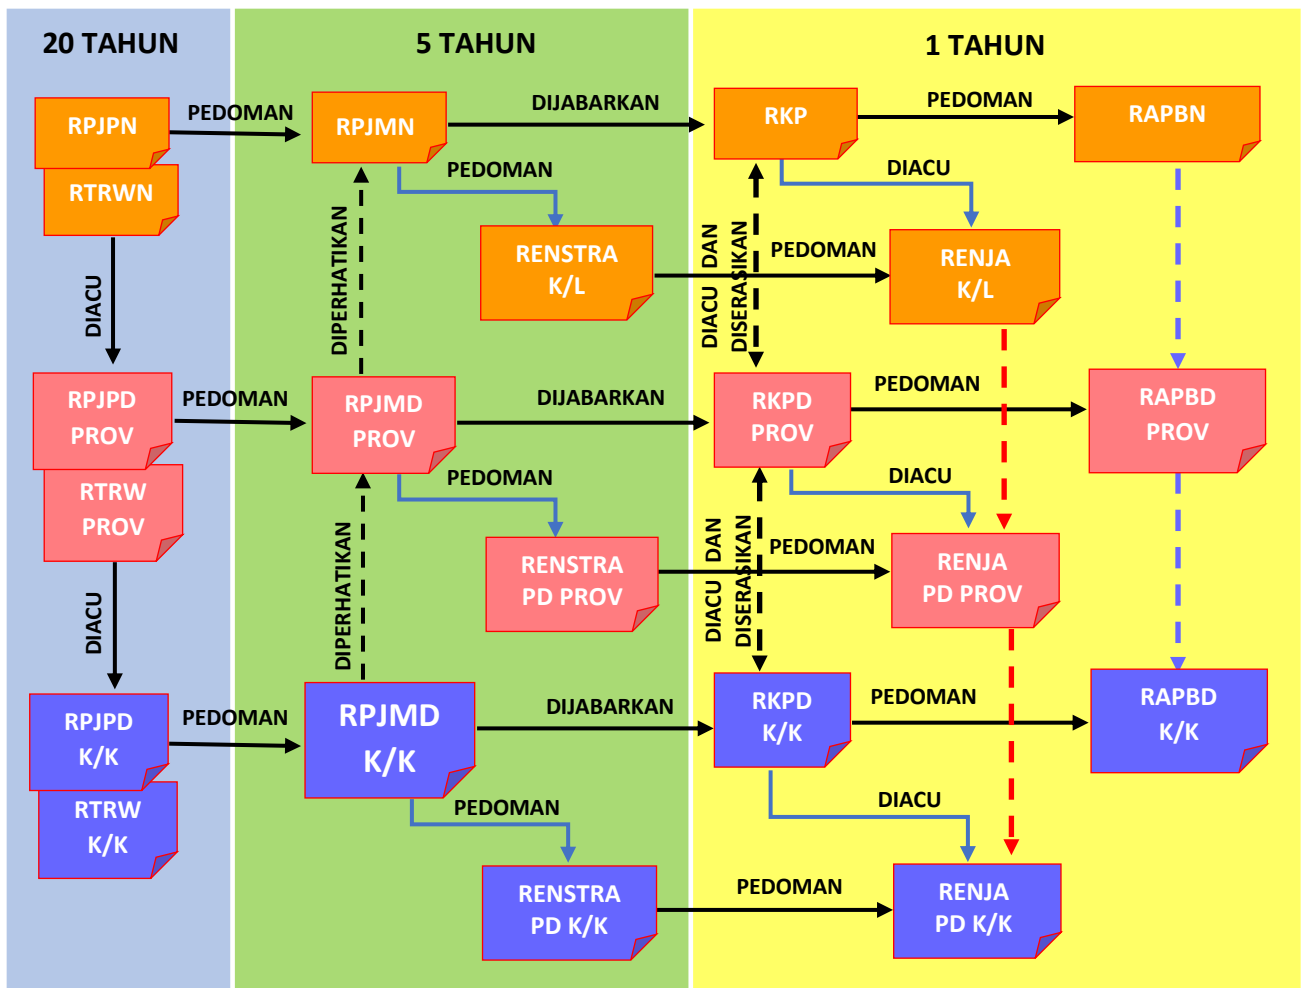 20 TAHUN
5 TAHUN
1 TAHUN
RPJPN
RTRWN
PEDOMAN
RPJMN
DIJABARKAN
RKP
PEDOMAN
RAPBN
PEDOMAN
DIACU
RENSTRA
K/L
PEDOMAN
RENJA
K/L
DIACU
DIPERHATIKAN
DIACU DAN
DISERASIKAN
RPJPD
PROV
RTRW
PROV
PEDOMAN
RPJMD
PROV
DIJABARKAN
RKPD
PROV
PEDOMAN
RAPBD
PROV
PEDOMAN
DIACU
RENSTRA
PD PROV
PEDOMAN
RENJA
PD PROV
DIACU
DIPERHATIKAN
DIACU DAN
DISERASIKAN
RPJPD
K/K
RTRW
K/K
PEDOMAN
RPJMD
K/K
DIJABARKAN
RKPD
K/K
PEDOMAN
RAPBD
K/K
PEDOMAN
DIACU
RENSTRA
PD K/K
PEDOMAN
RENJA
PD K/K